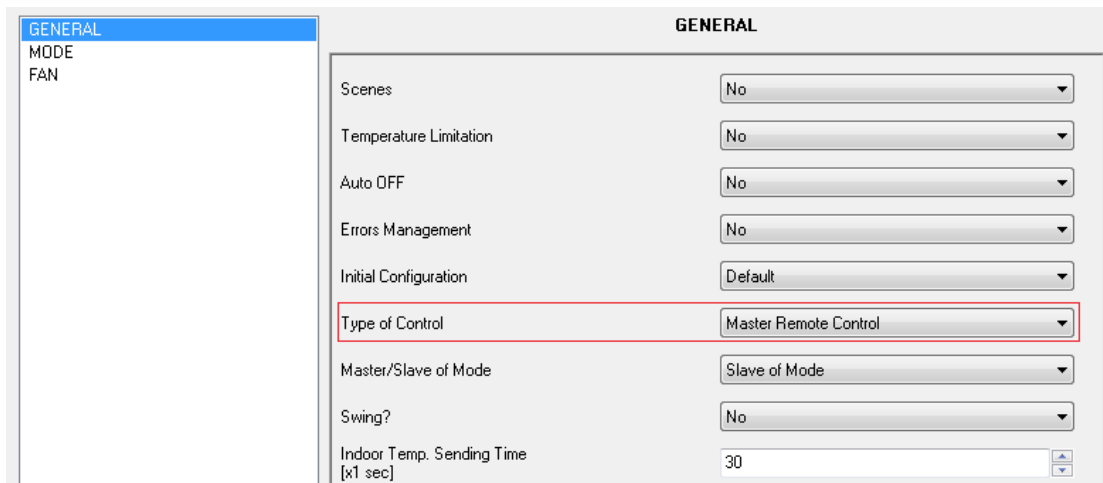 GENERAL
MODE
FAN
GENERAL
Scenes No
Temperature Limitation No
Auto OFF No
Errors Management No
Initial Configuration Default
Type of Control Master Remote Control
Master/Slave of Mode Slave of Mode
Swing? No
Indoor Temp. Sending Time
[x1 sec] 30